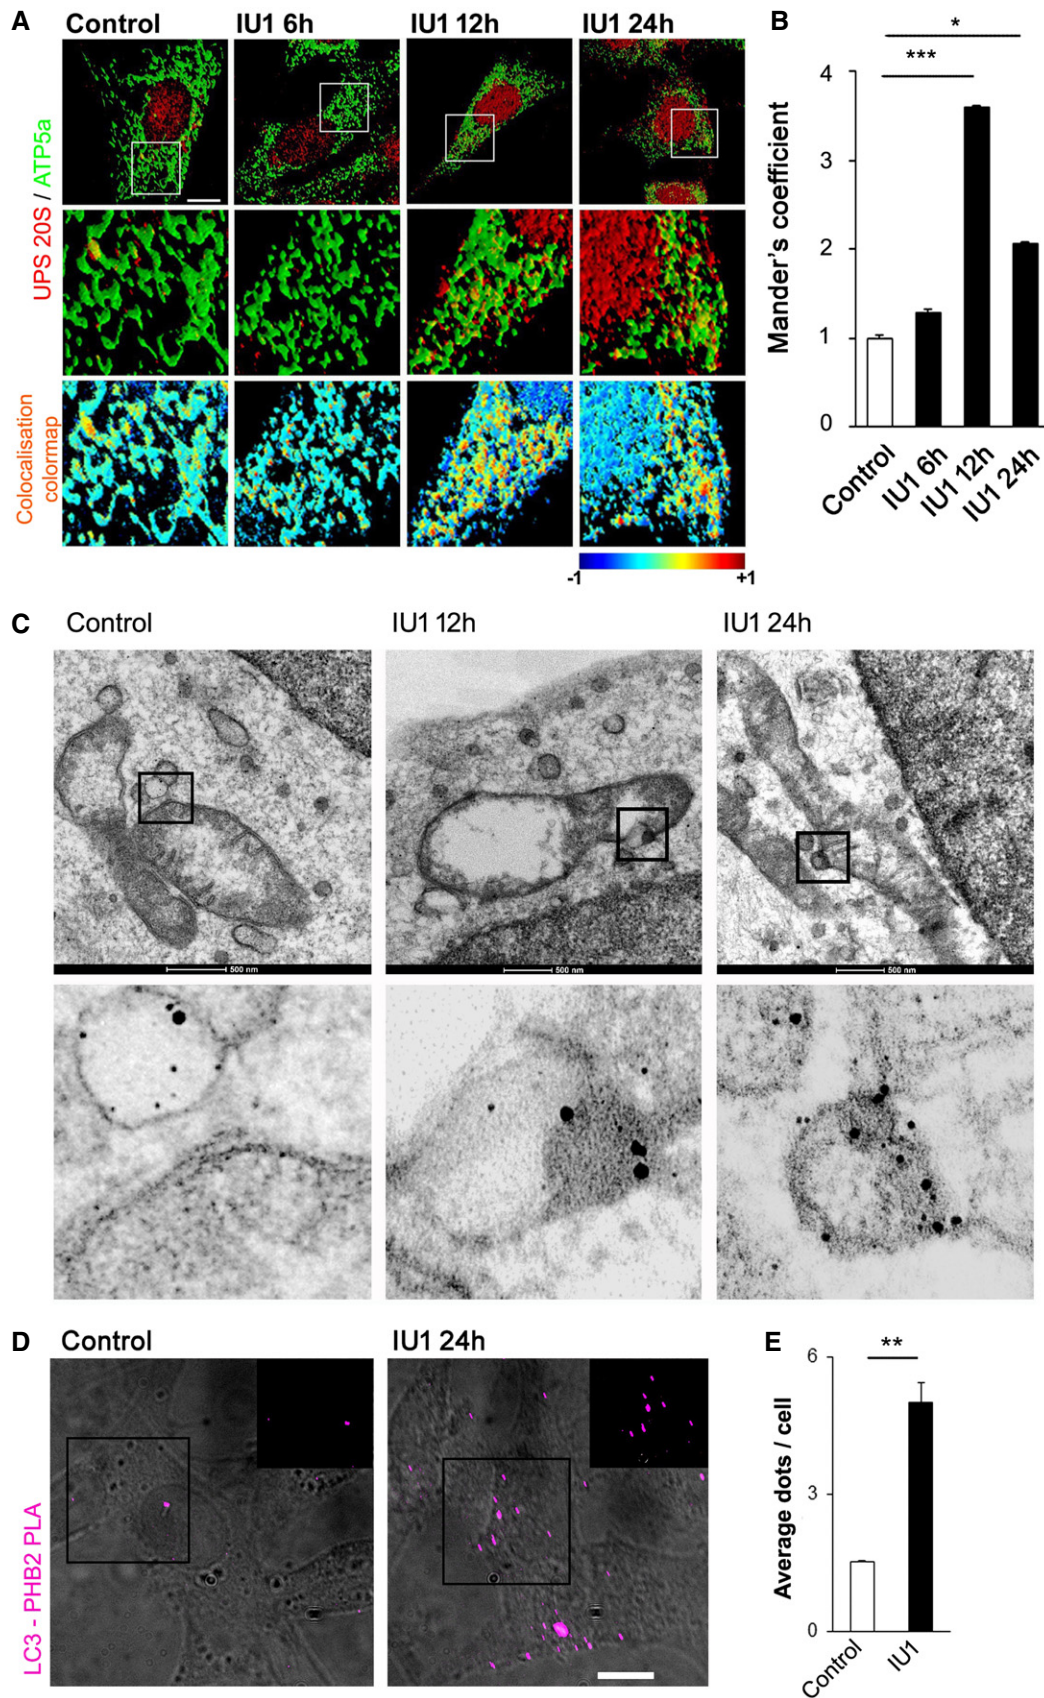 A
Control
IU1 6h
IU1 12h
IU1 24h
UPS 20S / ATP5a
Colocalisation
colormap
-1
+1
B
*
***
Mander's coefficient
4
3
2
1
0
Control
IU1 6h
IU1 12h
IU1 24h
C
Control
IU1 12h
IU1 24h
500 nm
500 nm
500 nm
D
Control
IU1 24h
LC3 - PHB2 PLA
E
**
Average dots / cell
6
3
0
Control
IU1